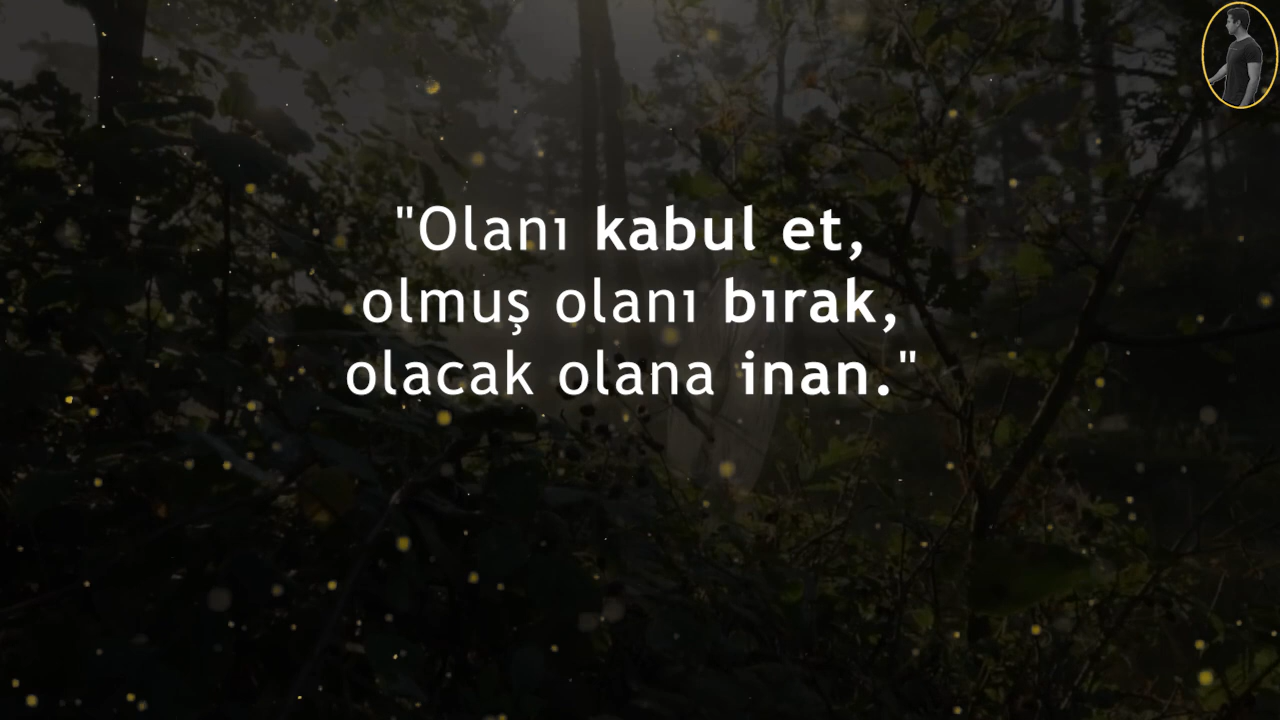 "Olanı kabul et,
olmuş olanı bırak,
olacak olana inan."